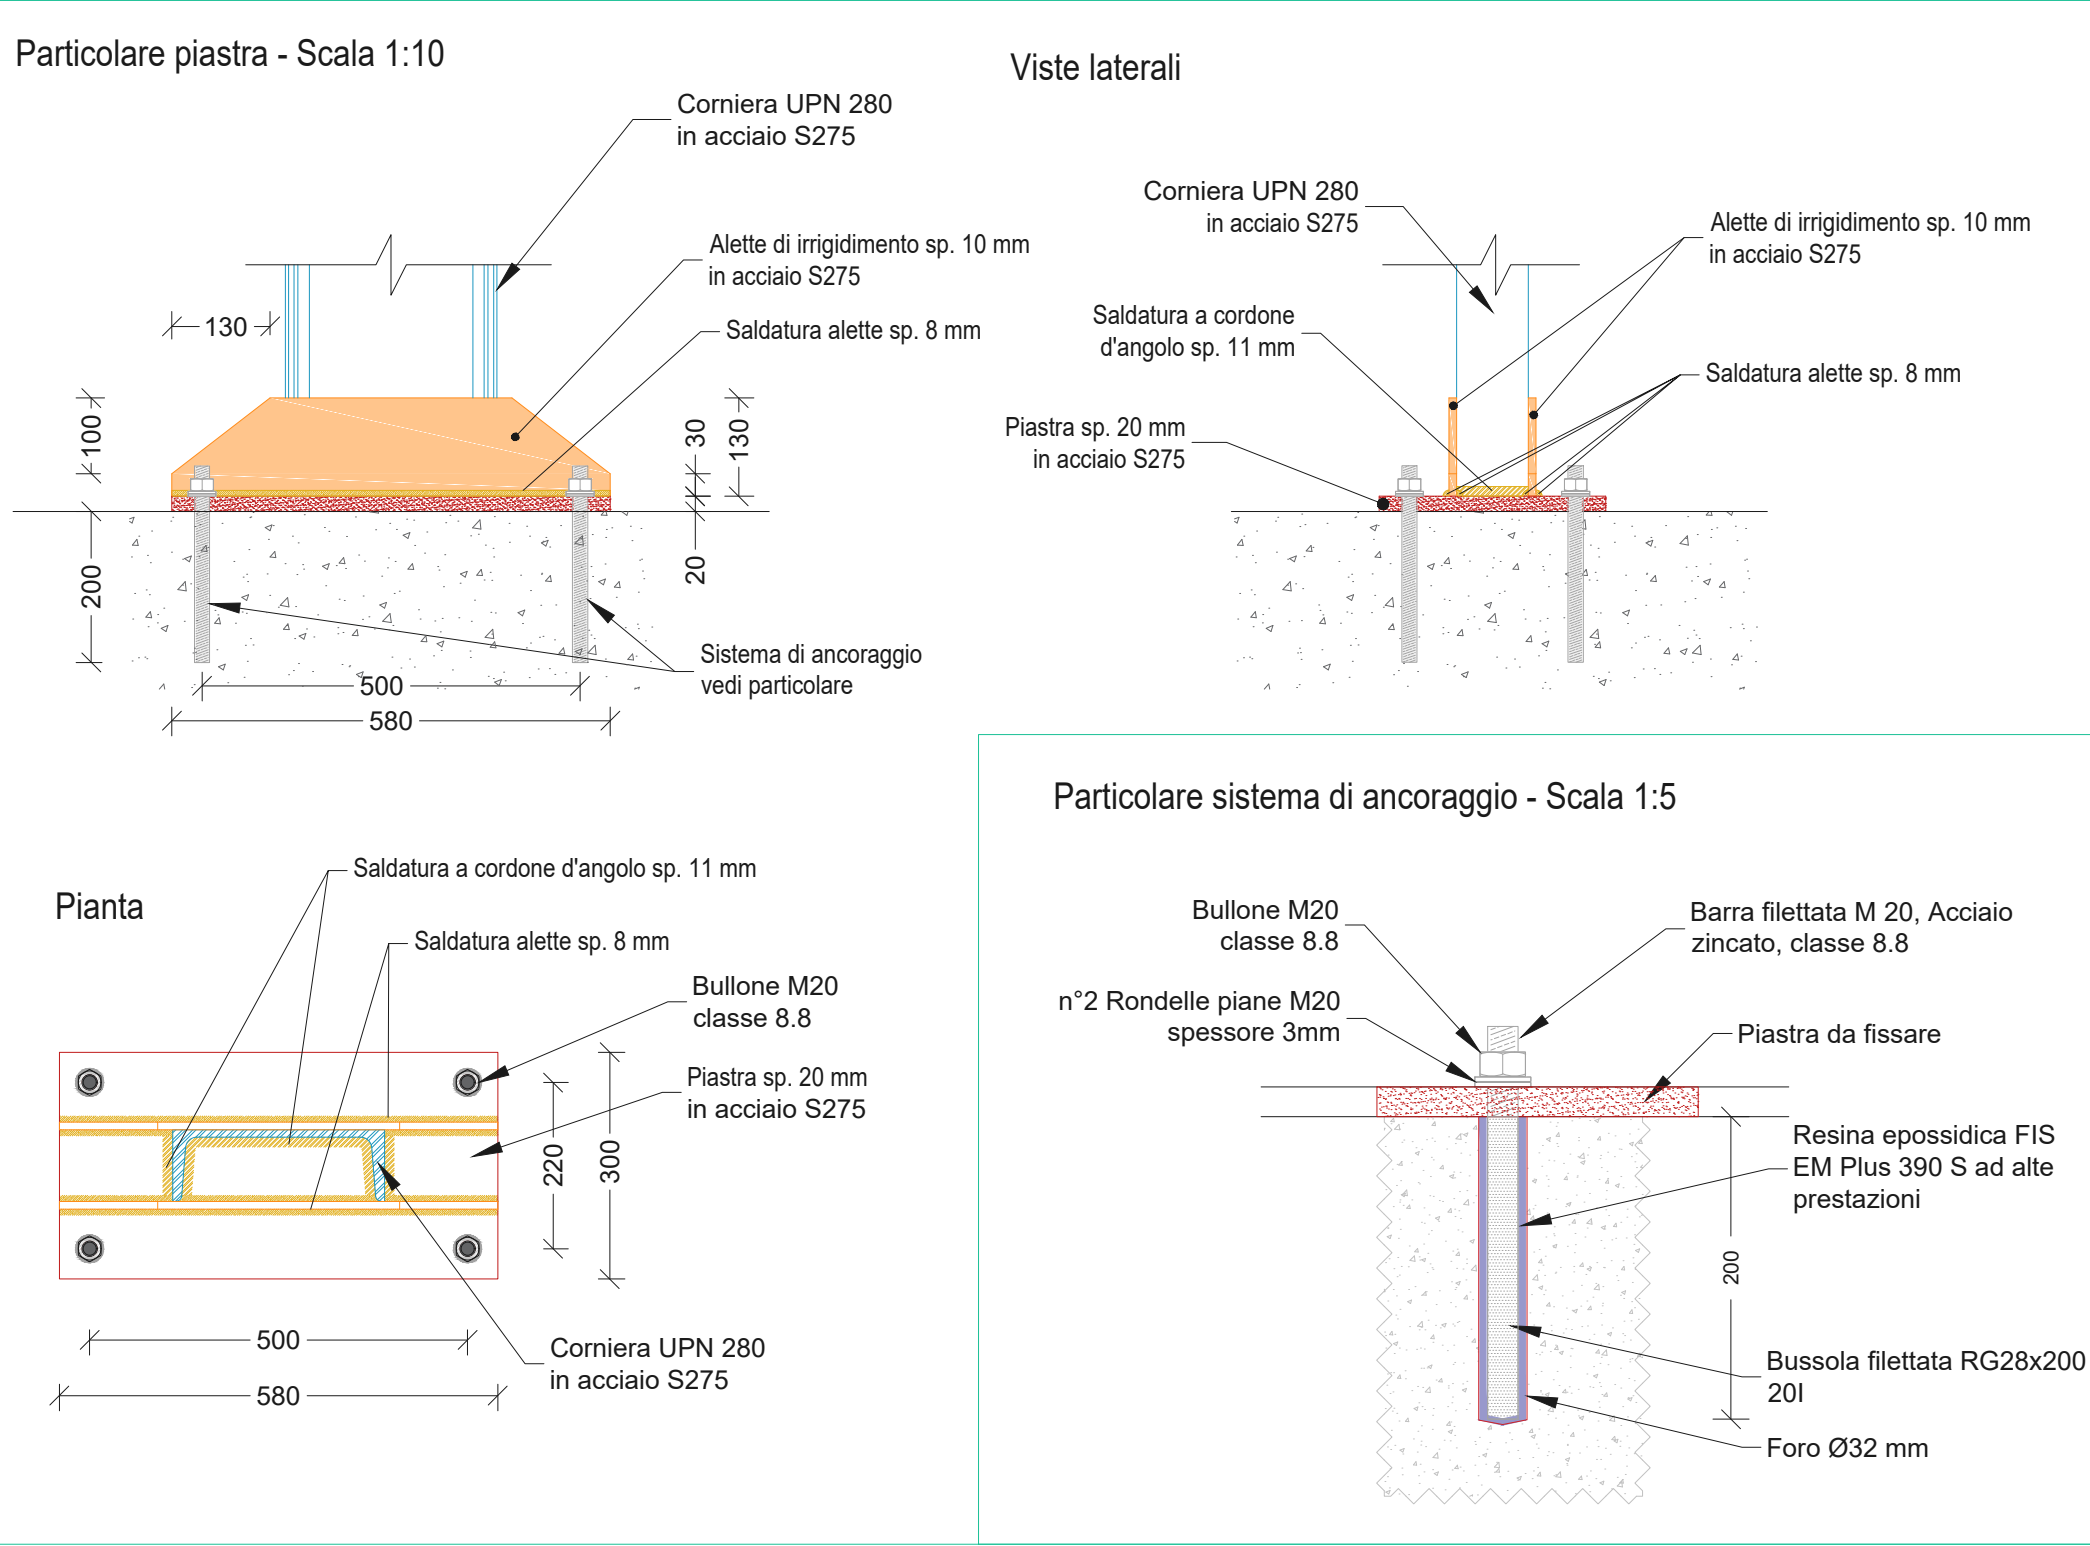 Particolare piastra - Scala 1:10
Corniera UPN 280
in acciaio S275
Alette di irrigidimento sp. 10 mm
in acciaio S275
130
Saldatura alette sp. 8 mm
100
30
130
200
20
Sistema di ancoraggio
vedi particolare
500
580
Viste laterali
Corniera UPN 280
in acciaio S275
Alette di irrigidimento sp. 10 mm
in acciaio S275
Saldatura a cordone
d'angolo sp. 11 mm
Saldatura alette sp. 8 mm
Piastra sp. 20 mm
in acciaio S275
Pianta
Saldatura a cordone d'angolo sp. 11 mm
Saldatura alette sp. 8 mm
Bullone M20
classe 8.8
Piastra sp. 20 mm
in acciaio S275
220
300
500
580
Corniera UPN 280
in acciaio S275
Particolare sistema di ancoraggio - Scala 1:5
Bullone M20
classe 8.8
Barra filettata M 20, Acciaio
zincato, classe 8.8
n°2 Rondelle piane M20
spessore 3mm
Piastra da fissare
Resina epossidica FIS
EM Plus 390 S ad alte
prestazioni
200
Bussola filettata RG28x200
20I
Foro Ø32 mm